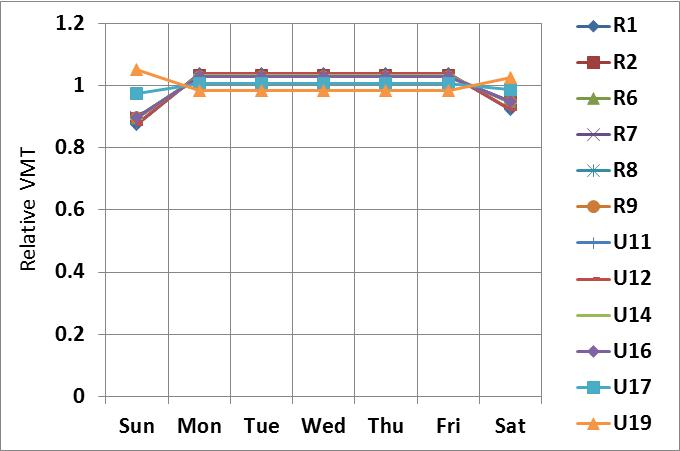 1.2
1
0.8
0.6
0.4
0.2
0
Relative VMT
Sun Mon Tue Wed Thu Fri Sat
R1
R2
R6
R7
R8
R9
U11
U12
U14
U16
U17
U19